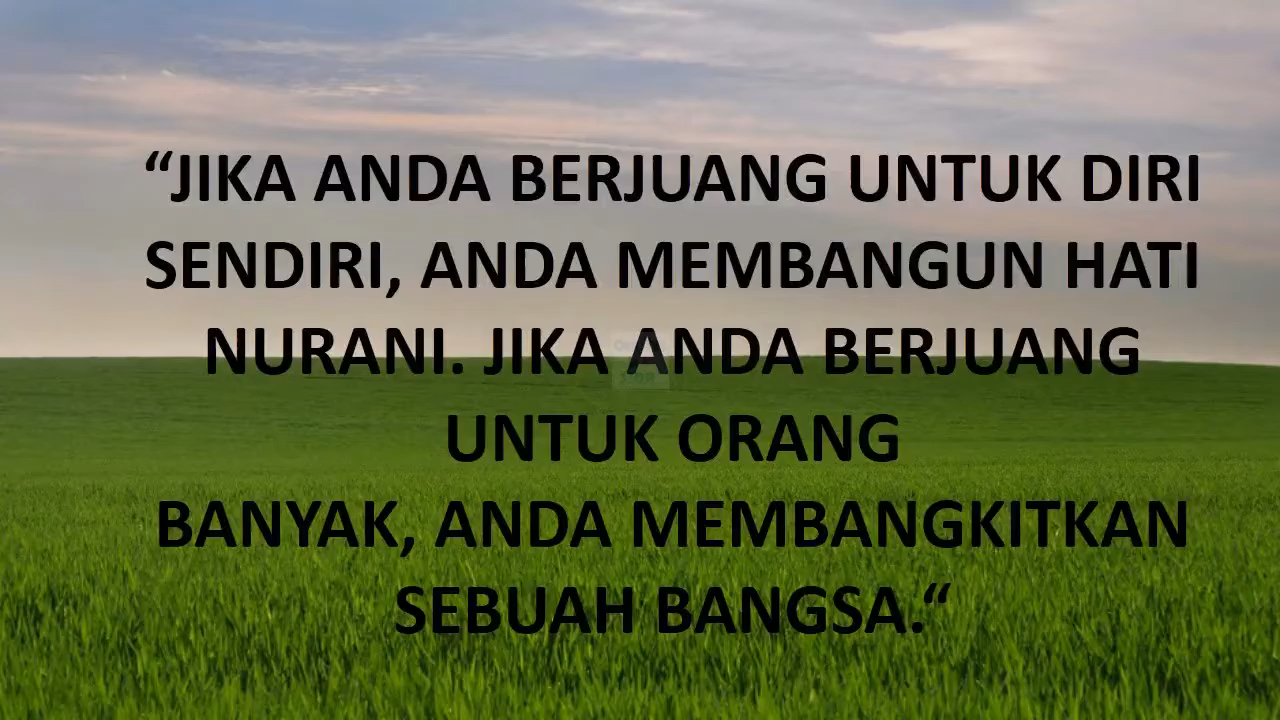 “JIKA ANDA BERJUANG UNTUK DIRI
SENDIRI, ANDA MEMBANGUN HATI
NURANI. JIKA ANDA BERJUANG
UNTUK ORANG
BANYAK, ANDA MEMBANGKITKAN
SEBUAH BANGSA.“